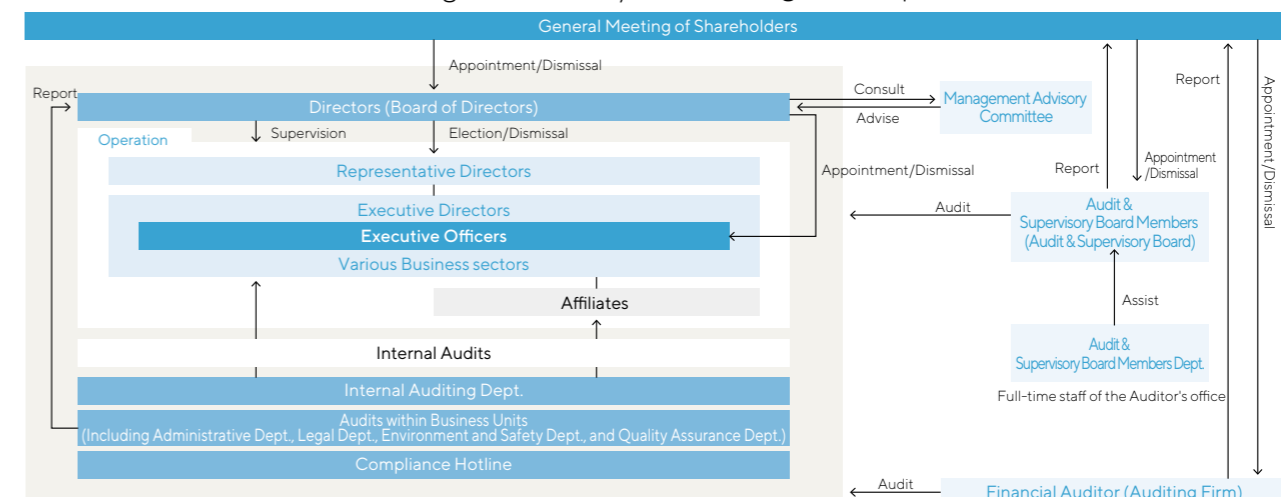 General Meeting of Shareholders
Appointment/Dismissal
Report
Directors (Board of Directors)
Consult
Advise
Management Advisory
Committee
Report
Appointment/Dismissal
Operation
Supervision
Election/Dismissal
Representative Directors
Appointment/Dismissal
Report
Appointment
/Dismissal
Executive Directors
Executive Officers
Various Business sectors
Audit
Audit &
Supervisory Board Members
(Audit & Supervisory Board)
Affiliates
Assist
Internal Audits
Audit &
Supervisory Board Members Dept.
Internal Auditing Dept.
Full-time staff of the Auditor's office
Audits within Business Units
(Including Administrative Dept., Legal Dept., Environment and Safety Dept., and Quality Assurance Dept.)
Compliance Hotline
Audit
Financial Auditor (Auditing Firm)